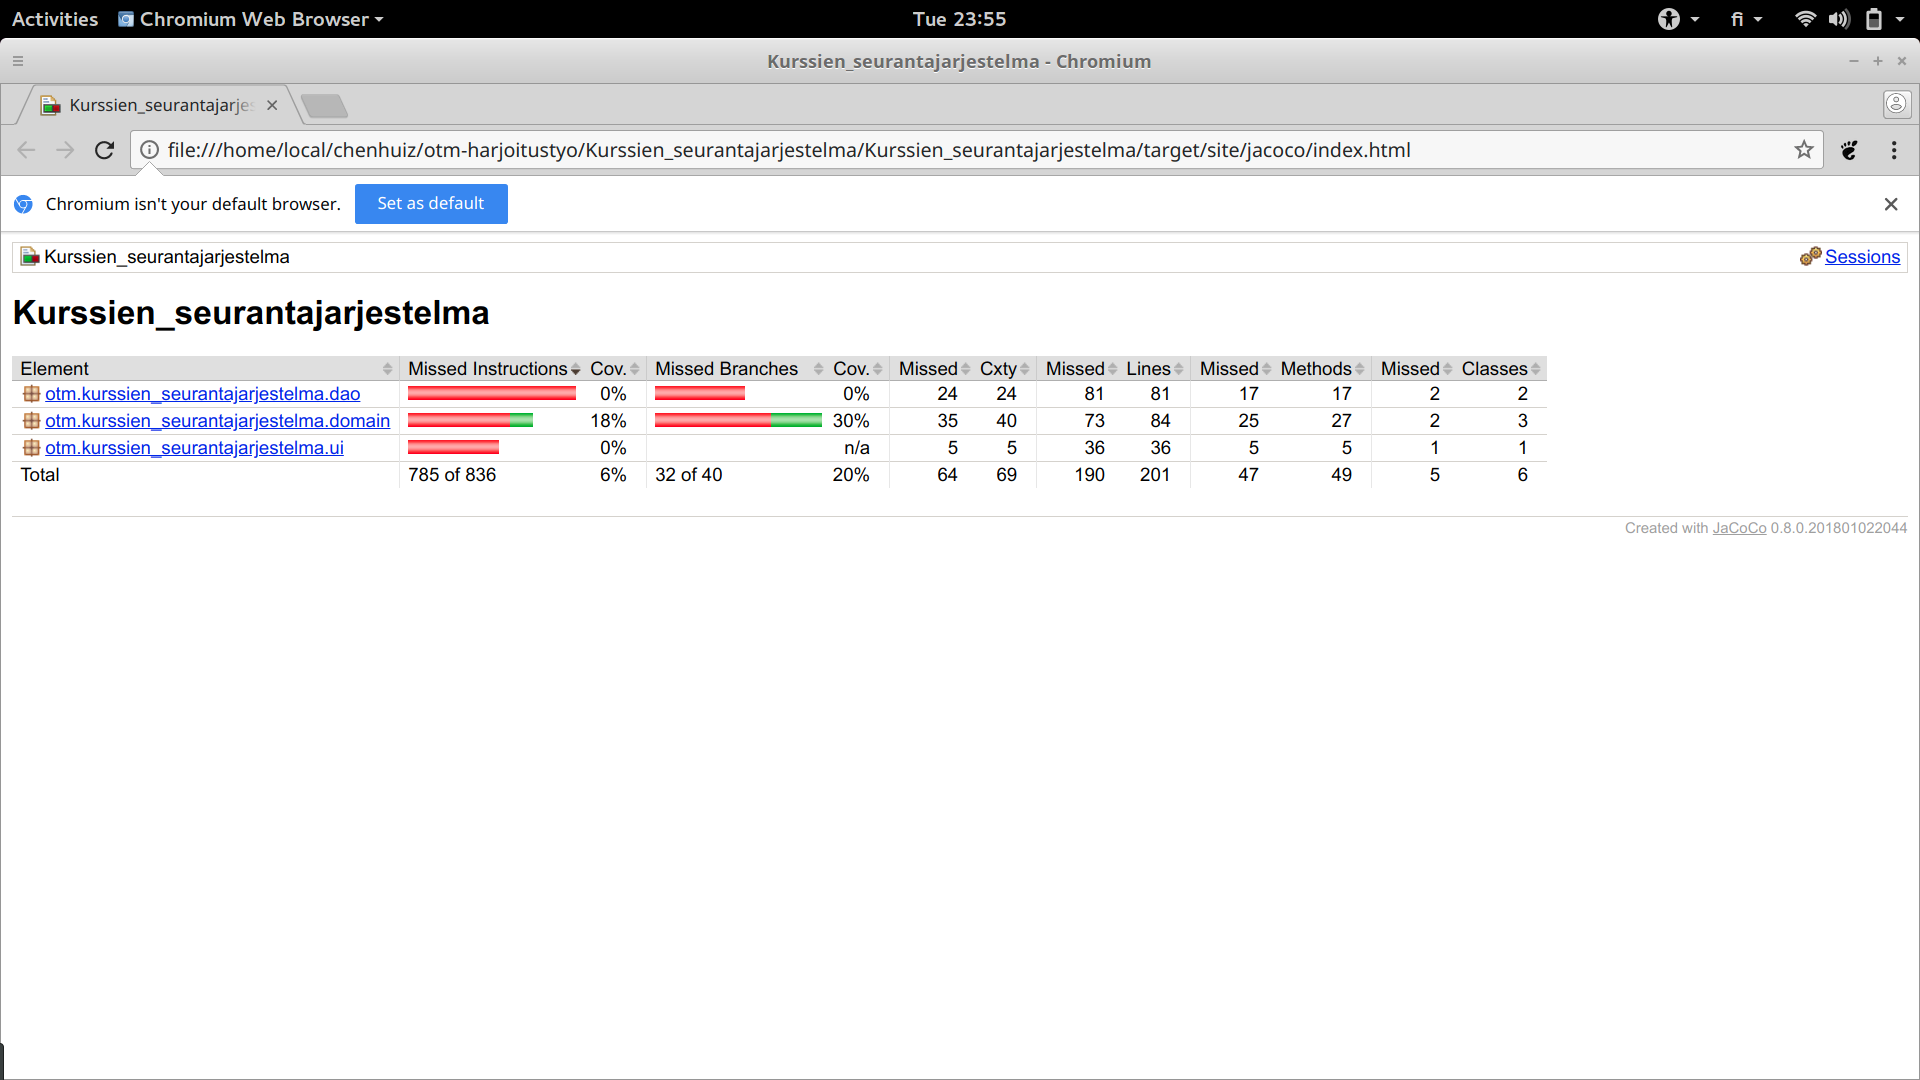 Activities Chromium Web Browser Tue 23:55 fi
Kurssien_seurantajarjestelma - Chromium
Kurssien_seurantajarje
file:///home/local/chenhuiz/otm-harjoitustyo/Kurssien_seurantajarjestelma/Kurssien_seurantajarjestelma/target/site/jacoco/index.html
Chromium isn't your default browser. Set as default
Kurssien_seurantajarjestelma Sessions
Kurssien_seurantajarjestelma
Element Missed Instructions Cov. Missed Branches Cov. Missed Cxty Missed Lines Missed Methods Missed Classes
otm.kurssien_seurantajarjestelma.dao 0% 0% 24 24 81 81 17 17 2 2
otm.kurssien_seurantajarjestelma.domain 18% 30% 35 40 73 84 25 27 2 3
otm.kurssien_seurantajarjestelma.ui 0% n/a 5 5 36 36 5 5 1 1
Total 785 of 836 6% 32 of 40 20% 64 69 190 201 47 49 5 6
Created with JaCoCo 0.8.0.201801022044